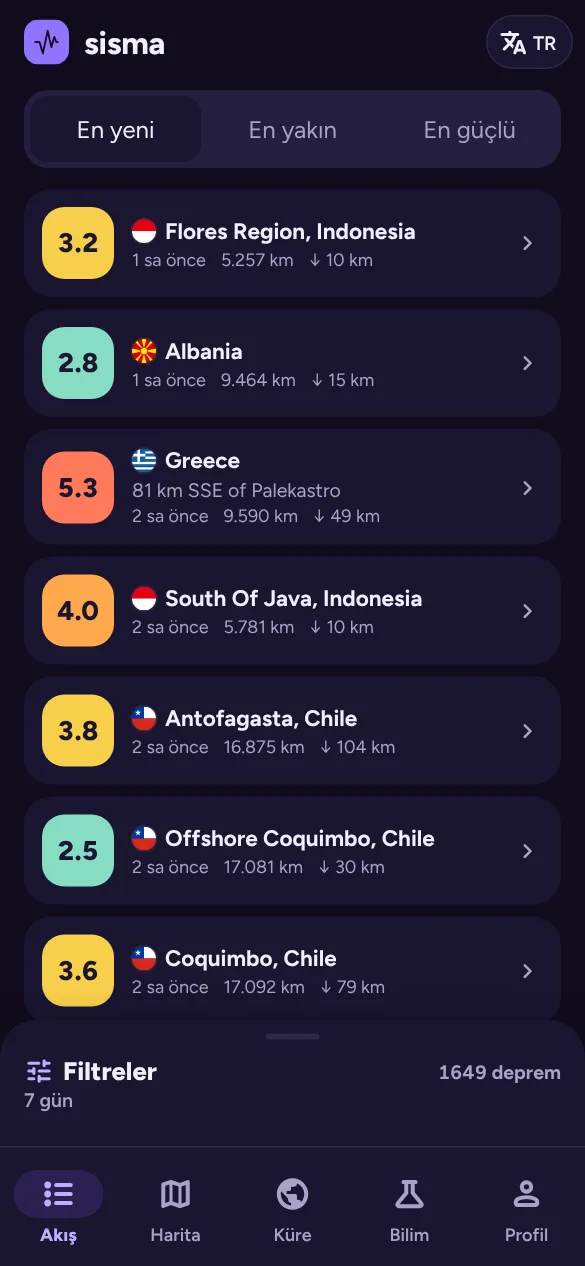 sisma
TR
En yeni En yakın En güçlü
3.2
Flores Region, Indonesia
1 sa önce 5.257 km ↓ 10 km
2.8
Albania
1 sa önce 9.464 km ↓ 15 km
5.3
Greece
81 km SSE of Palekastro
2 sa önce 9.590 km ↓ 49 km
4.0
South Of Java, Indonesia
2 sa önce 5.781 km ↓ 10 km
3.8
Antofagasta, Chile
2 sa önce 16.875 km ↓ 104 km
2.5
Offshore Coquimbo, Chile
2 sa önce 17.081 km ↓ 30 km
3.6
Coquimbo, Chile
2 sa önce 17.092 km ↓ 79 km
Filtreler
1649 deprem
7 gün
Akış Harita Küre Bilim Profil